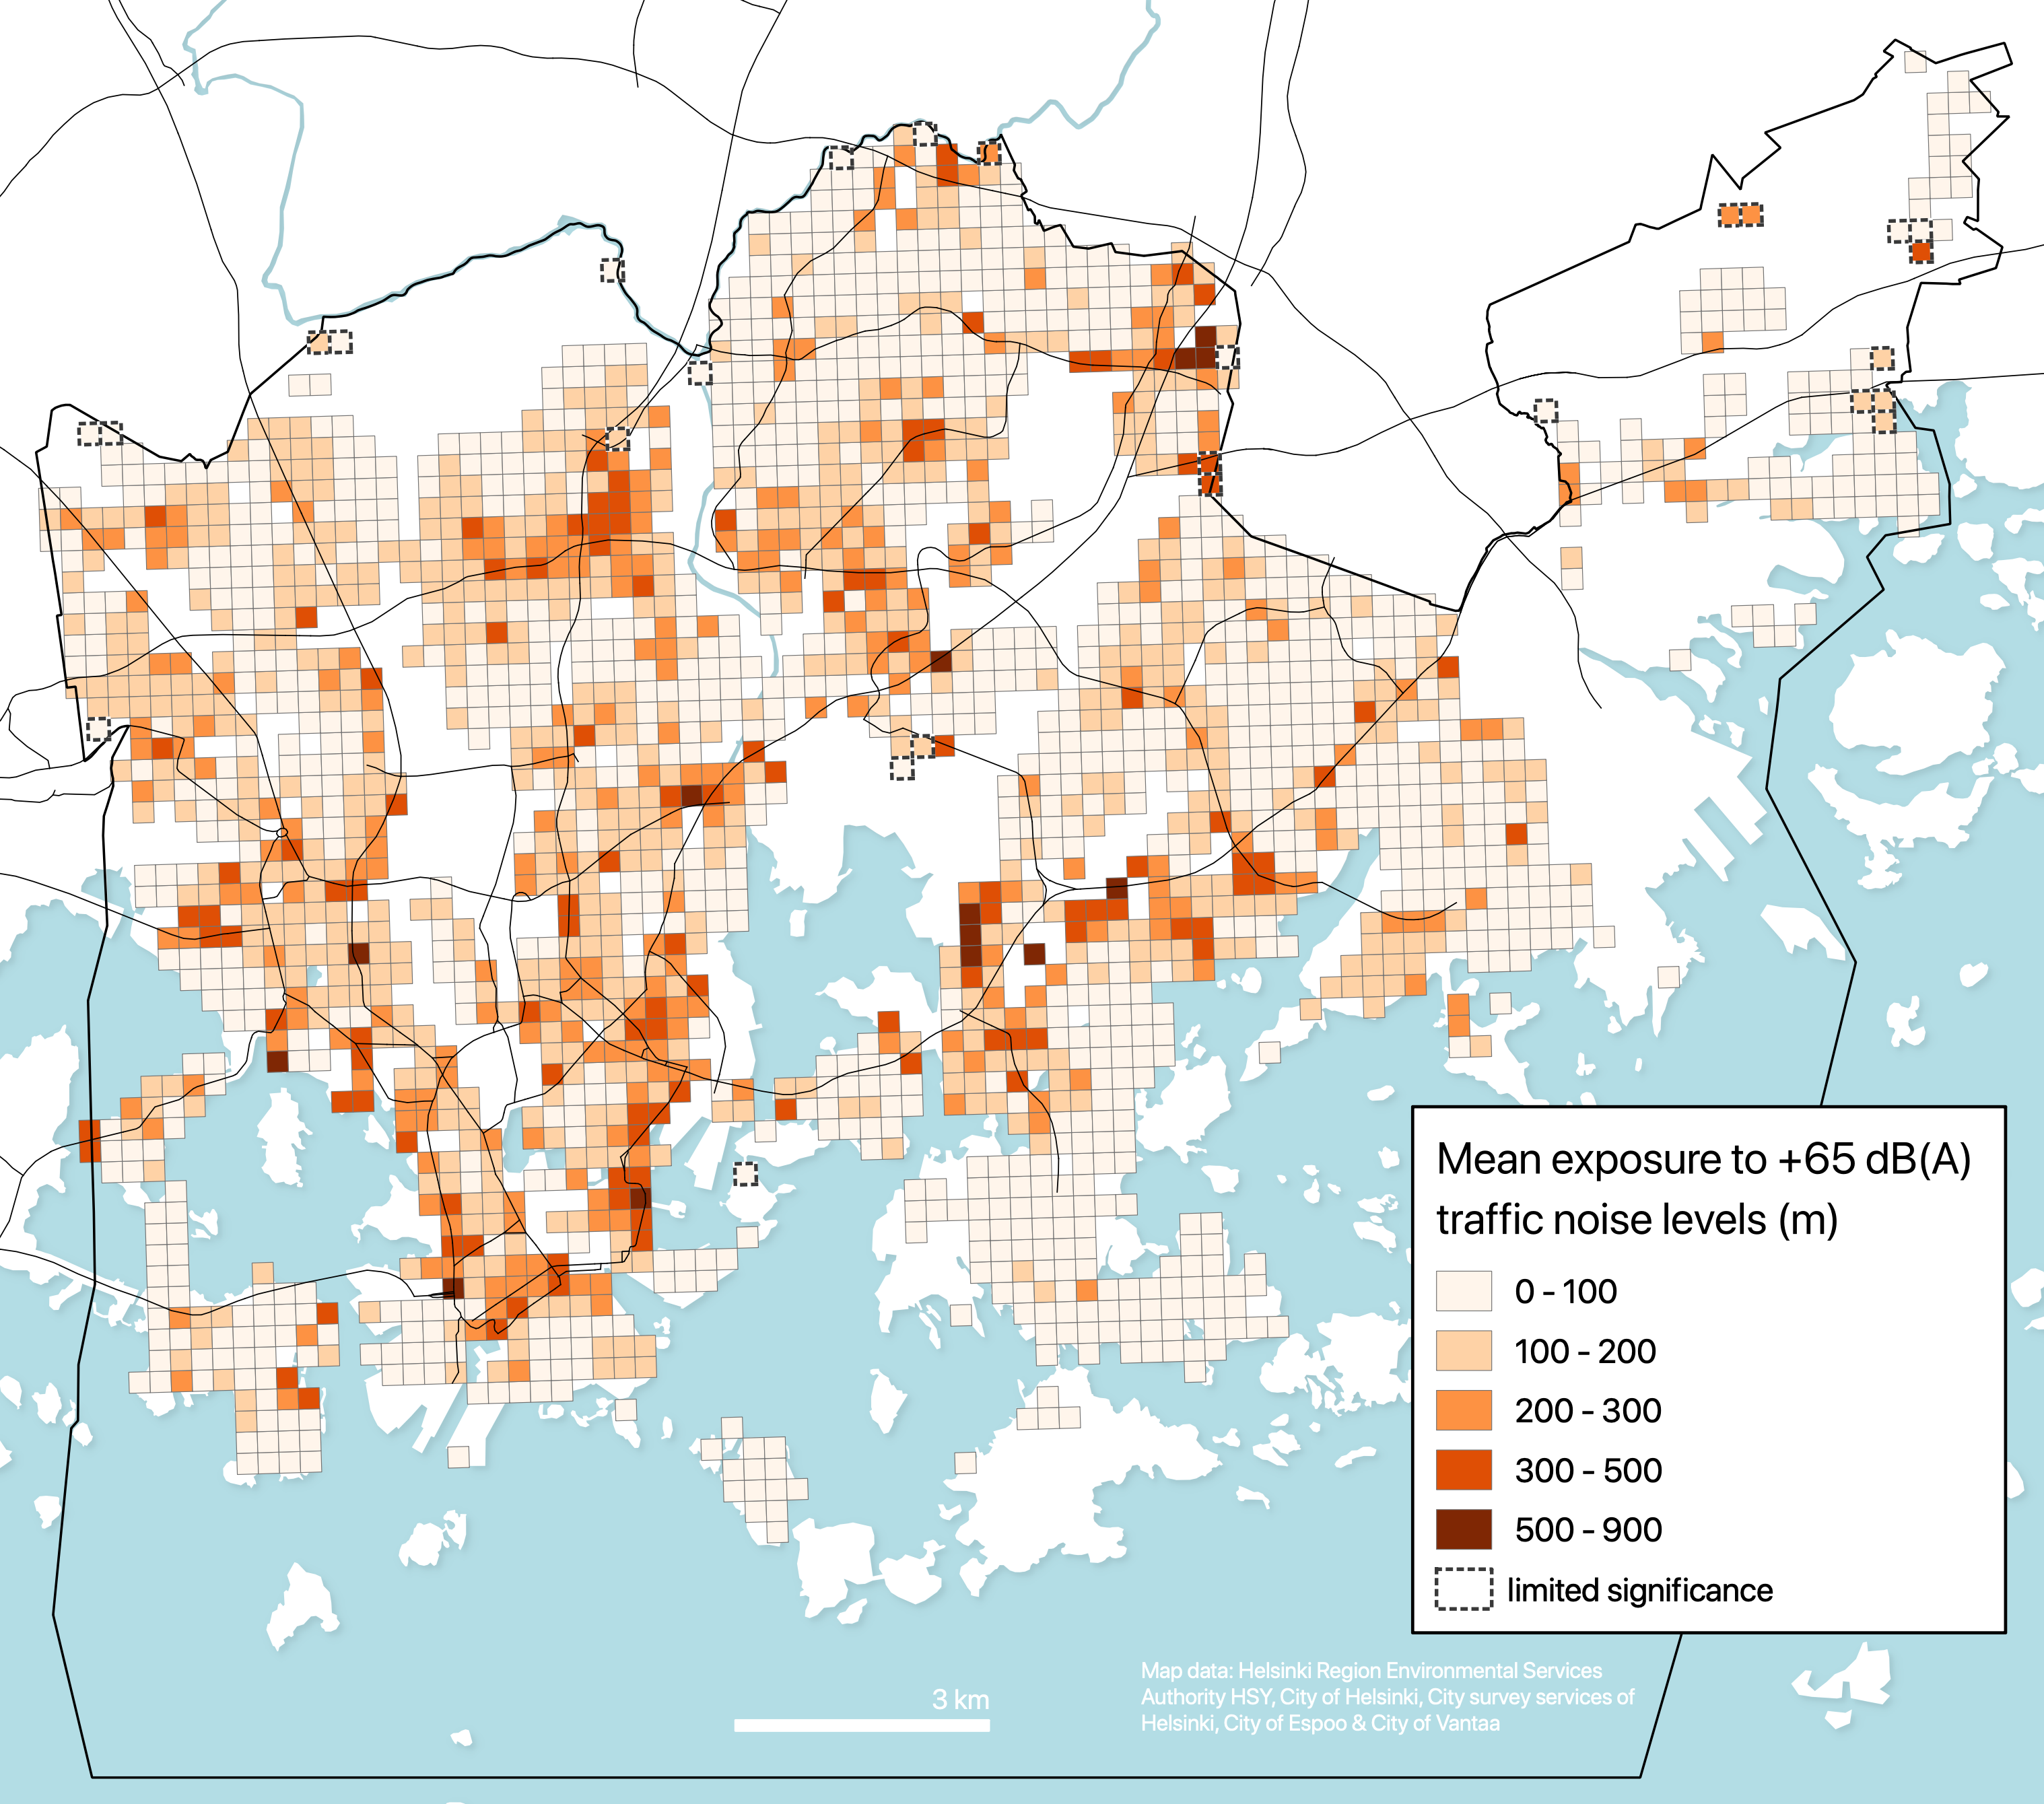 Mean exposure to +65 dB(A)
traffic noise levels (m)
0 - 100
100 - 200
200 - 300
300 - 500
500 - 900
limited significance
3 km
Map data: Helsinki Region Environmental Services
Authority HSY, City of Helsinki, City survey services of
Helsinki, City of Espoo & City of Vantaa